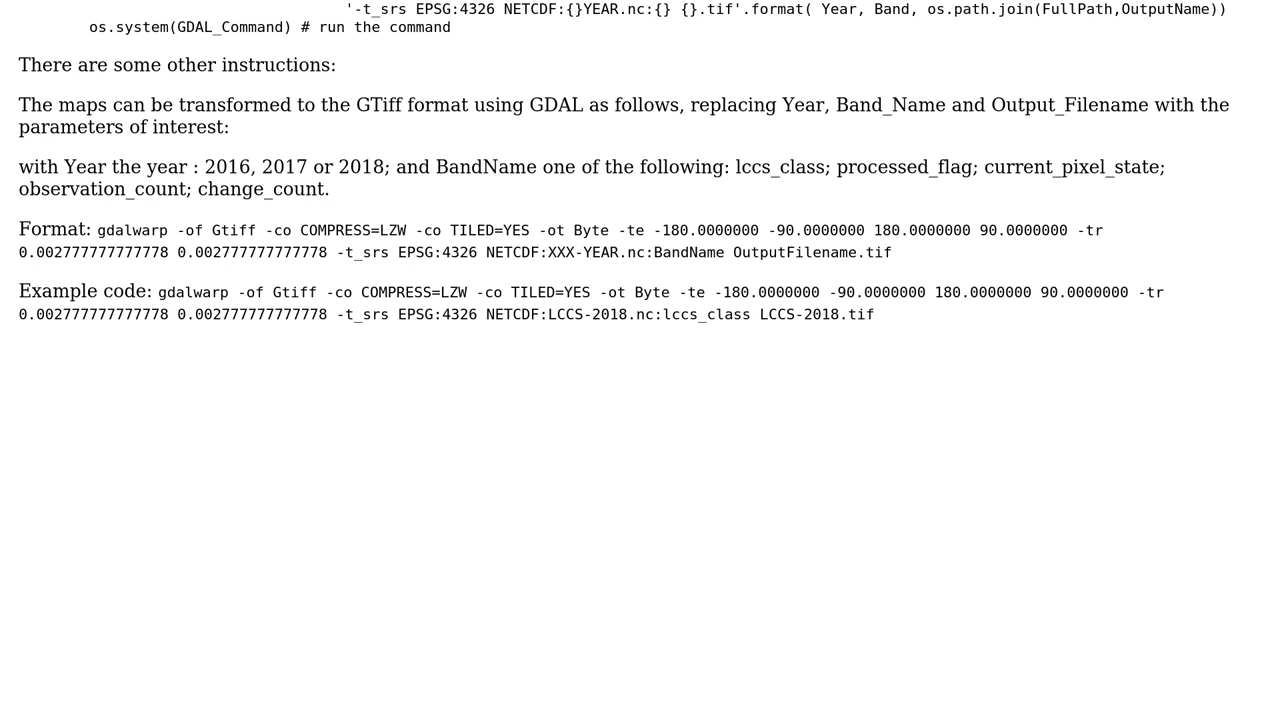 '-t_srs EPSG:4326 NETCDF:{}YEAR.nc:{} {}.tif'.format( Year, Band, os.path.join(FullPath,OutputName))
os.system(GDAL_Command) # run the command
There are some other instructions:
The maps can be transformed to the GTiff format using GDAL as follows, replacing Year, Band_Name and Output_Filename with the
parameters of interest:
with Year the year : 2016, 2017 or 2018; and BandName one of the following: lccs_class; processed_flag; current_pixel_state;
observation_count; change_count.
Format: gdalwarp -of Gtiff -co COMPRESS=LZW -co TILED=YES -ot Byte -te -180.0000000 -90.0000000 180.0000000 90.0000000 -tr
0.002777777777778 0.002777777777778 -t_srs EPSG:4326 NETCDF:XXX-YEAR.nc:BandName OutputFilename.tif
Example code: gdalwarp -of Gtiff -co COMPRESS=LZW -co TILED=YES -ot Byte -te -180.0000000 -90.0000000 180.0000000 90.0000000 -tr
0.002777777777778 0.002777777777778 -t_srs EPSG:4326 NETCDF:LCCS-2018.nc:lccs_class LCCS-2018.tif